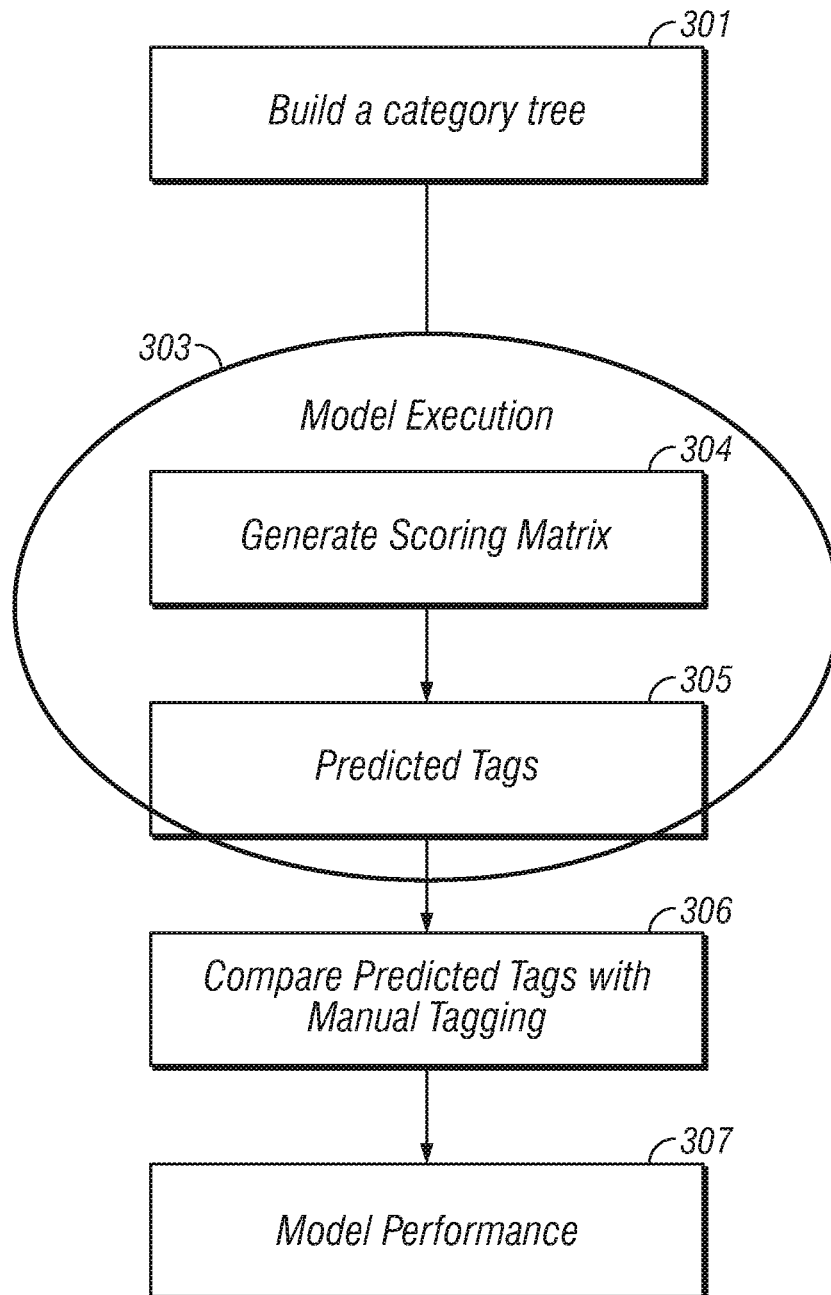 301
Build a category tree
303
Model Execution
304
Generate Scoring Matrix
305
Predicted Tags
306
Compare Predicted Tags with
Manual Tagging
307
Model Performance